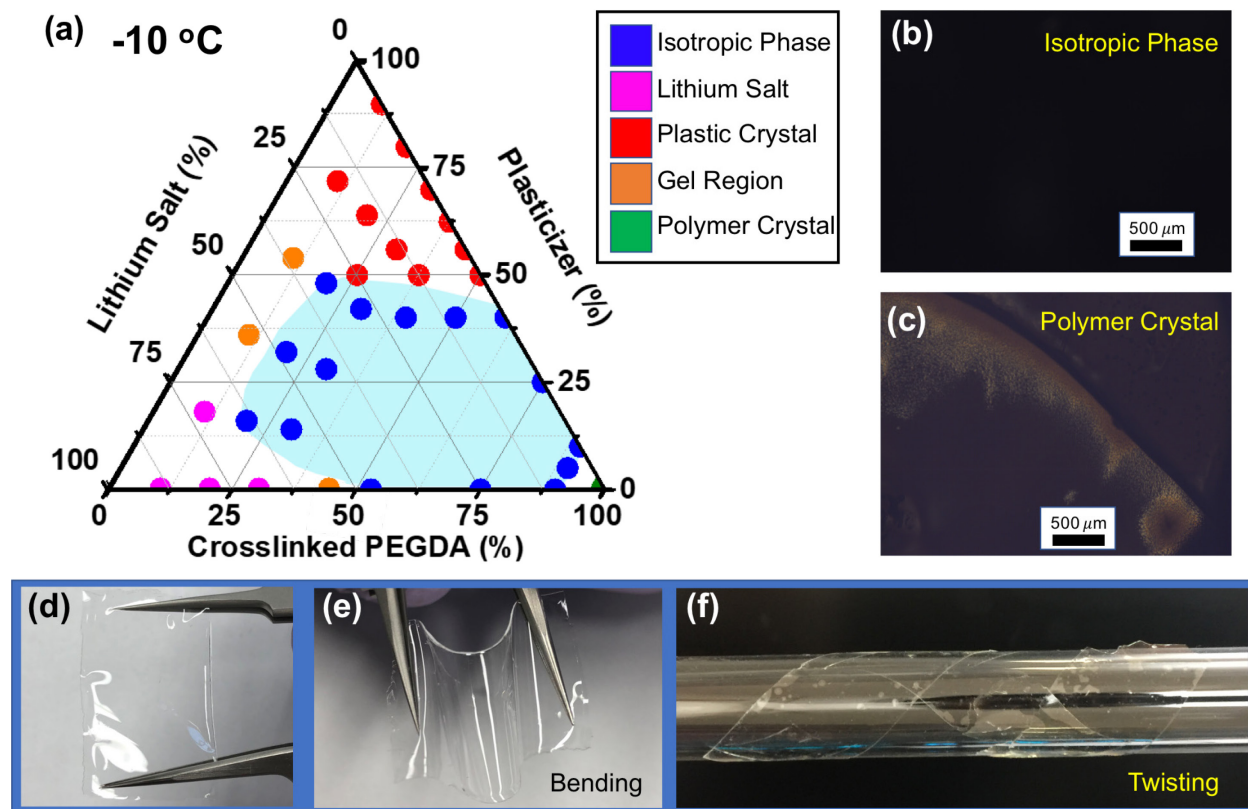 (a) -10 °C
0
100
25
75
50
50
75
25
100
0
0
25
50
75
100
Lithium Salt (%)
Plasticizer (%)
Crosslinked PEGDA (%)
Isotropic Phase
Lithium Salt
Plastic Crystal
Gel Region
Polymer Crystal
(b)
Isotropic Phase
500 μm
(c)
Polymer Crystal
500 μm
(d)
(e)
Bending
(f)
Twisting